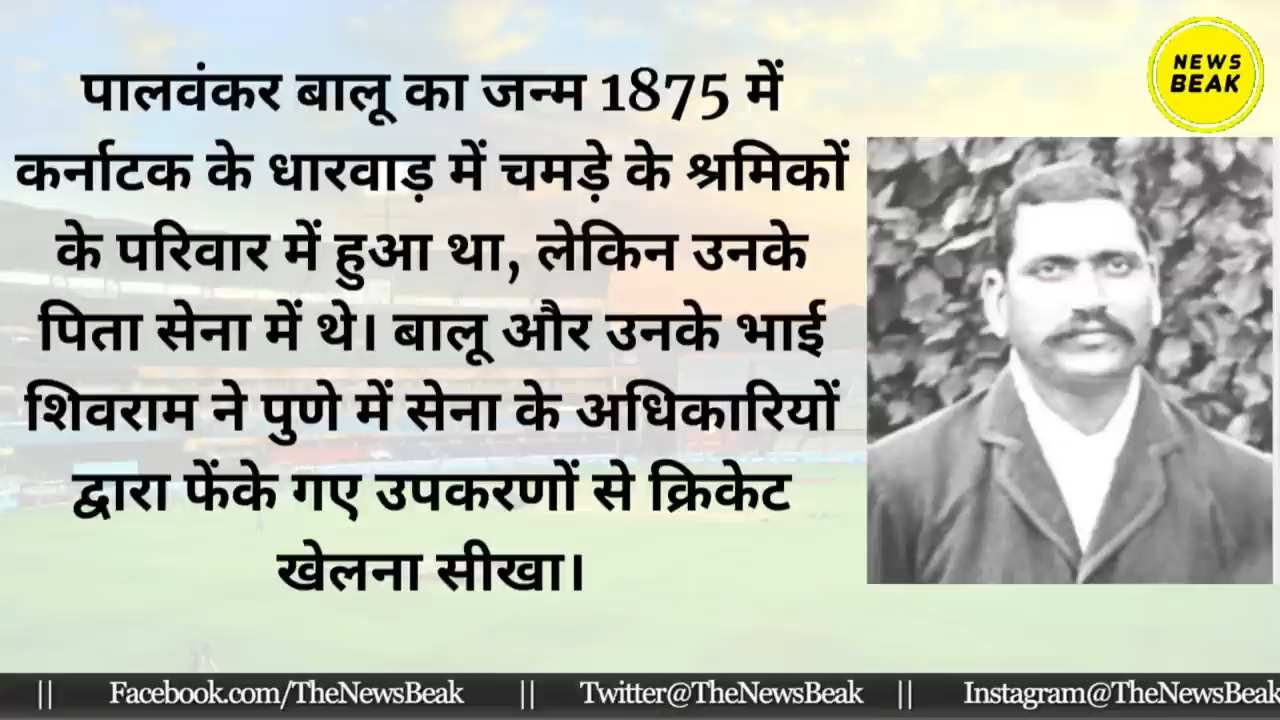 पालवंकर बालू का जन्म 1875 में
कर्नाटक के धारवाड़ में चमड़े के श्रमिकों
के परिवार में हुआ था, लेकिन उनके
पिता सेना में थे। बालू और उनके भाई
शिवराम ने पुणे में सेना के अधिकारियों
द्वारा फेंके गए उपकरणों से क्रिकेट
खेलना सीखा।
NEWS
BEAK
|| Facebook.com/TheNewsBeak || Twitter@TheNewsBeak || Instagram@TheNewsBeak